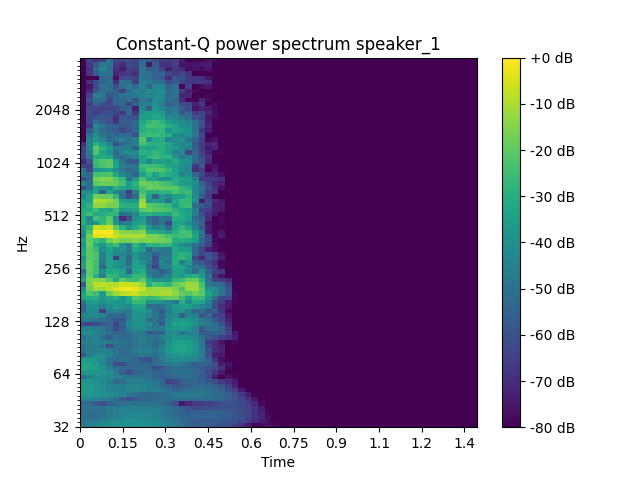 Constant-Q power spectrum speaker_1
Hz
2048
1024
512
256
128
64
32
0 0.15 0.3 0.45 0.6 0.75 0.9 1.1 1.2 1.4
Time
+0 dB
-10 dB
-20 dB
-30 dB
-40 dB
-50 dB
-60 dB
-70 dB
-80 dB